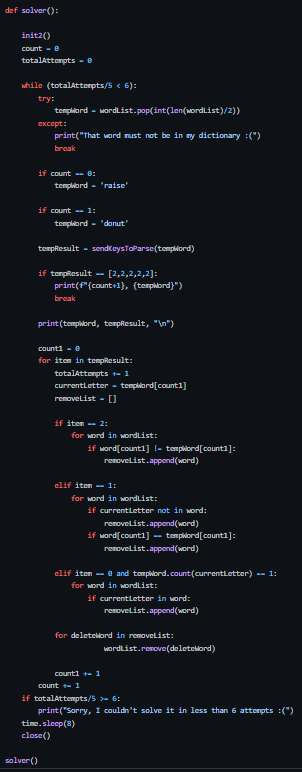 def solver():
    init2()
    count = 0
    totalAttempts = 0
    while (totalAttempts/5 < 6):
        try:
            tempWord = wordList.pop(int(len(wordList)/2))
        except:
            print("That word must not be in my dictionary :(")
            break
        if count == 0:
            tempWord = 'raise'
        if count == 1:
            tempWord = 'donut'
        tempResult = sendKeysToParse(tempWord)
        if tempResult == [2,2,2,2,2]:
            print(f"{count+1}, {tempWord}")
            break
        print(tempWord, tempResult, "\n")
        count1 = 0
        for item in tempResult:
            totalAttempts += 1
            currentLetter = tempWord[count1]
            removeList = []
            if item == 2:
                for word in wordList:
                    if word[count1] != tempWord[count1]:
                        removeList.append(word)
            elif item == 1:
                for word in wordList:
                    if currentLetter not in word:
                        removeList.append(word)
                    if word[count1] == tempWord[count1]:
                        removeList.append(word)
            elif item == 0 and tempWord.count(currentLetter) == 1:
                for word in wordList:
                    if currentLetter in word:
                        removeList.append(word)
            for deleteWord in removeList:
                        wordList.remove(deleteWord)
            count1 += 1
        count += 1
    if totalAttempts/5 >= 6:
        print("Sorry, I couldn't solve it in less than 6 attempts :(")
    time.sleep(8)
    close()
solver()